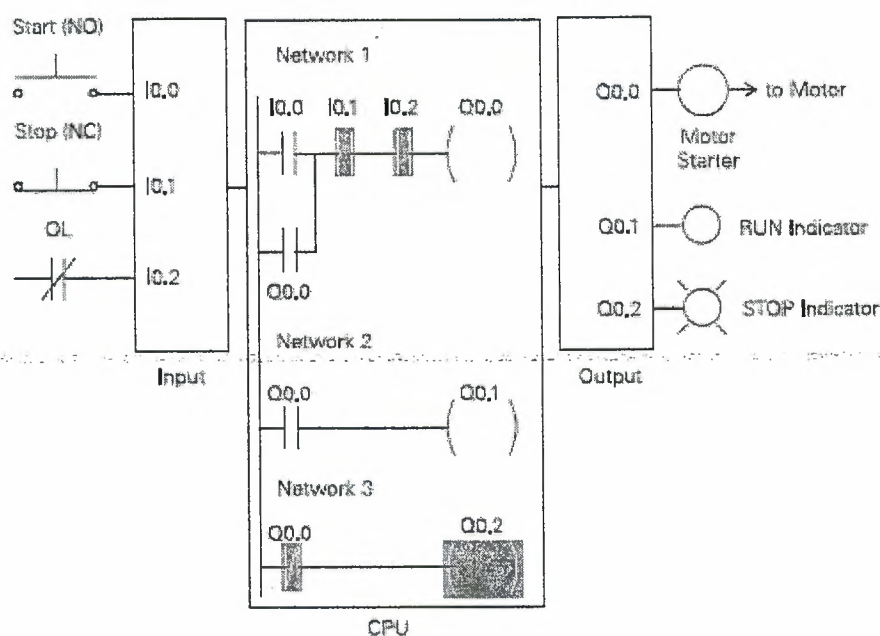 Start (NO)
I0.0
Stop (NC)
I0.1
OL
I0.2
Input
Network 1
I0.0 I0.1 I0.2 Q0.0
Q0.0
Network 2
Q0.0 Q0.1
Network 3
Q0.0 Q0.2
CPU
Q0.0
to Motor
Motor
Starter
Q0.1
RUN Indicator
Q0.2
STOP Indicator
Output